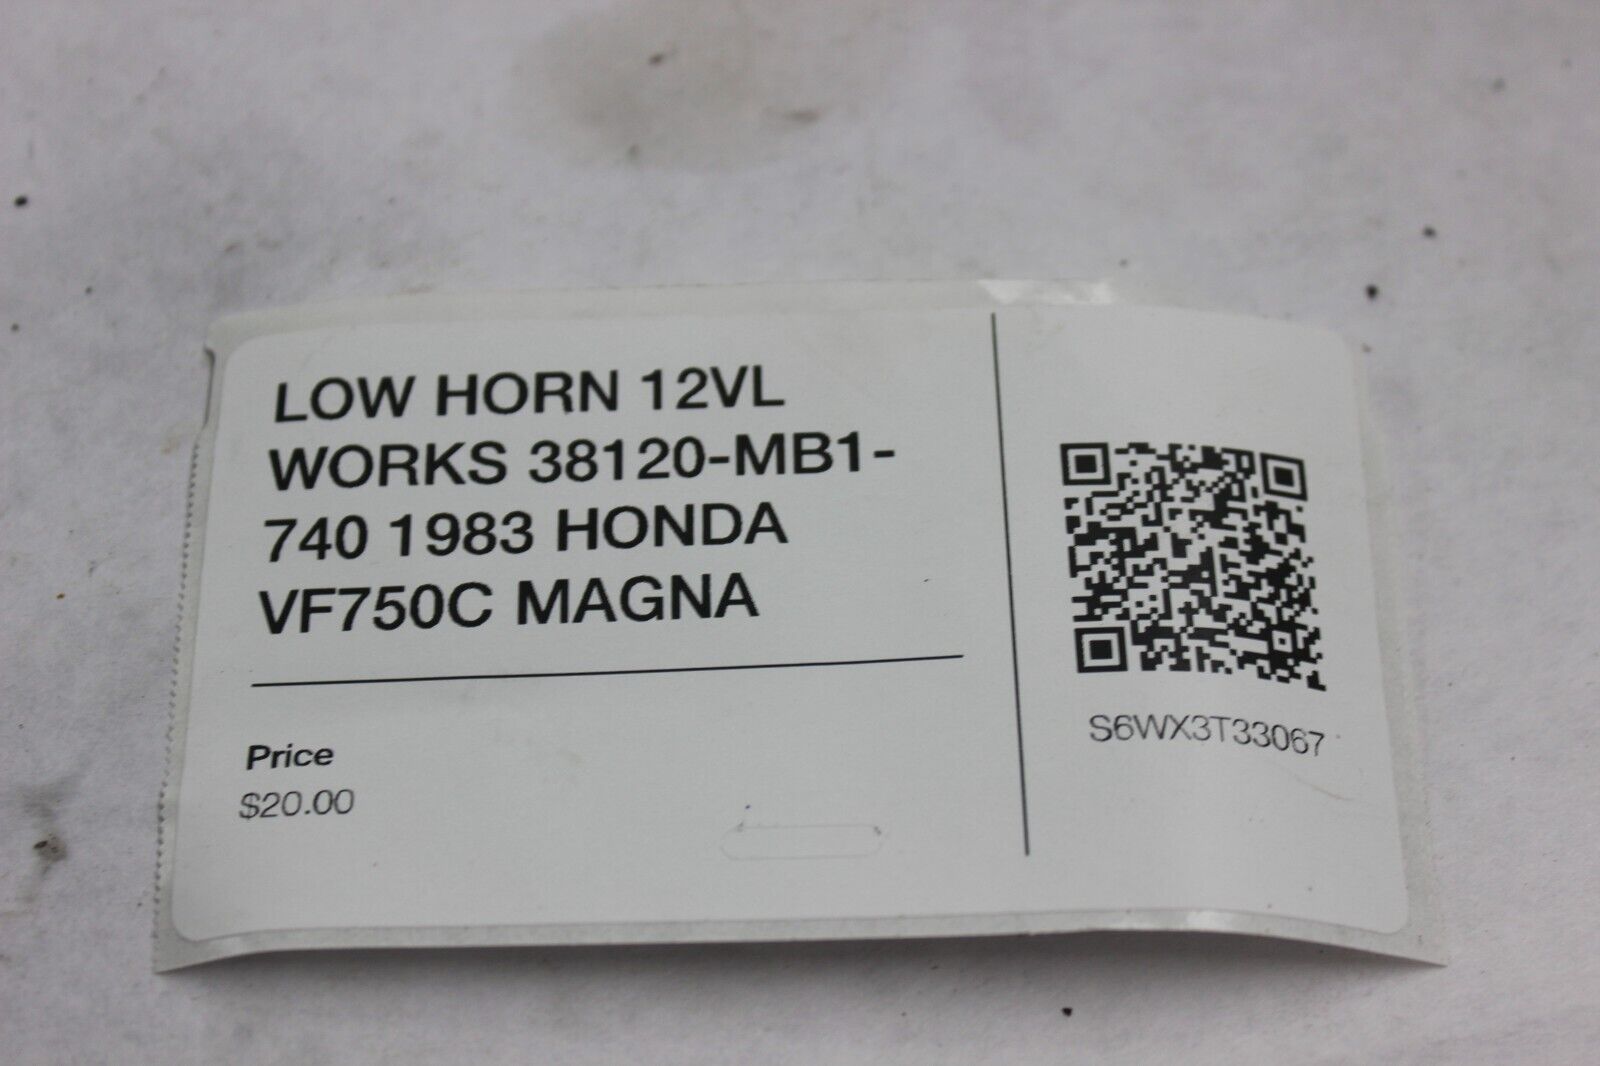 LOW HORN 12VL
WORKS 38120-MB1-
740 1983 HONDA
VF750C MAGNA
Price
$20.00
S6WX3T33067